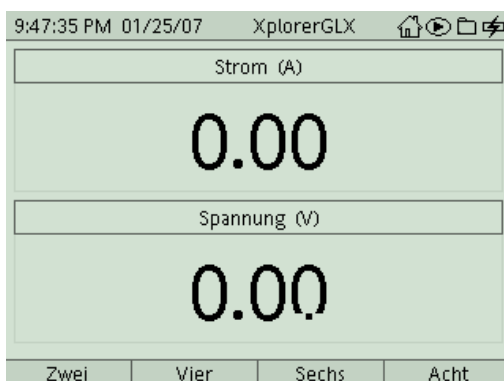 9:47:35 PM 01/25/07 XplorerGLX
Strom (A)
0.00
Spannung (V)
0.00
Zwei Vier Sechs Acht